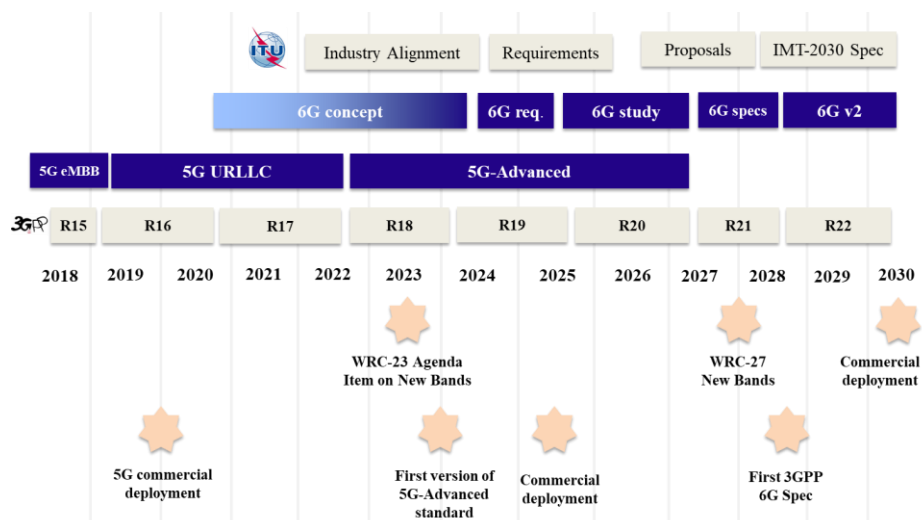 ITU
Industry Alignment
Requirements
Proposals
IMT-2030 Spec
6G concept
6G req.
6G study
6G specs
6G v2
5G eMBB
5G URLLC
5G-Advanced
3GPP
R15
R16
R17
R18
R19
R20
R21
R22
2018
2019
2020
2021
2022
2023
2024
2025
2026
2027
2028
2029
2030
WRC-23 Agenda
Item on New Bands
WRC-27
New Bands
Commercial
deployment
5G commercial
deployment
First version of
5G-Advanced
standard
Commercial
deployment
First 3GPP
6G Spec